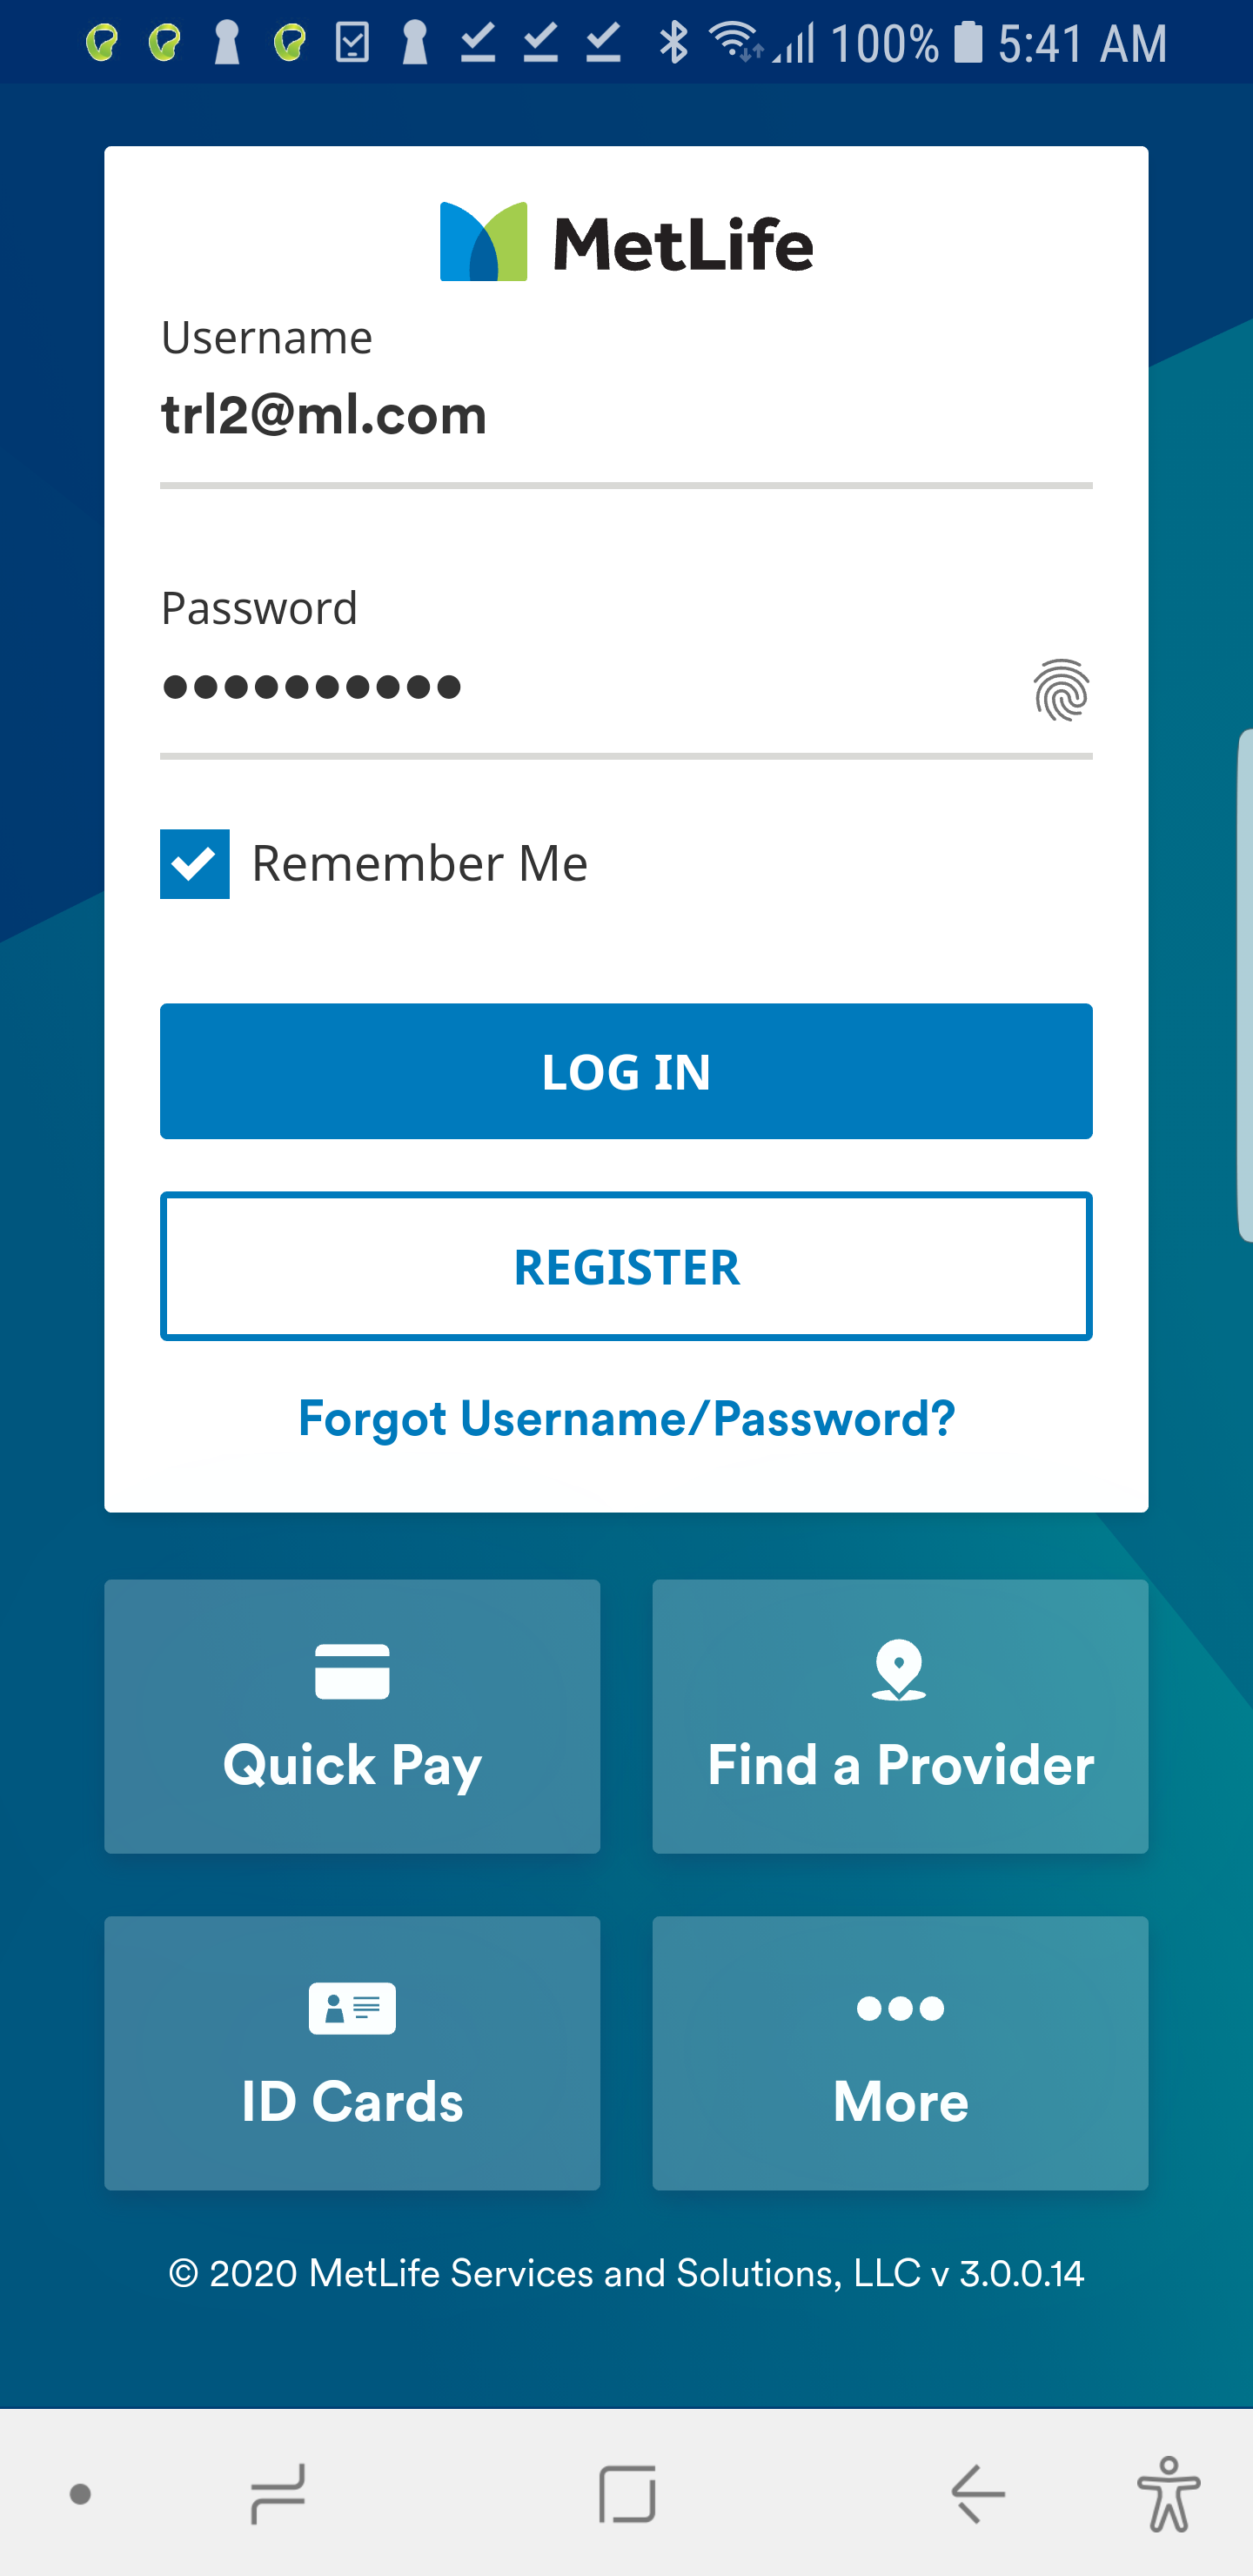 100% 5:41 AM
MetLife
Username
trl2@ml.com
Password
Remember Me
LOG IN
REGISTER
Forgot Username/Password?
Quick Pay
Find a Provider
ID Cards
More
© 2020 MetLife Services and Solutions, LLC v 3.0.0.14